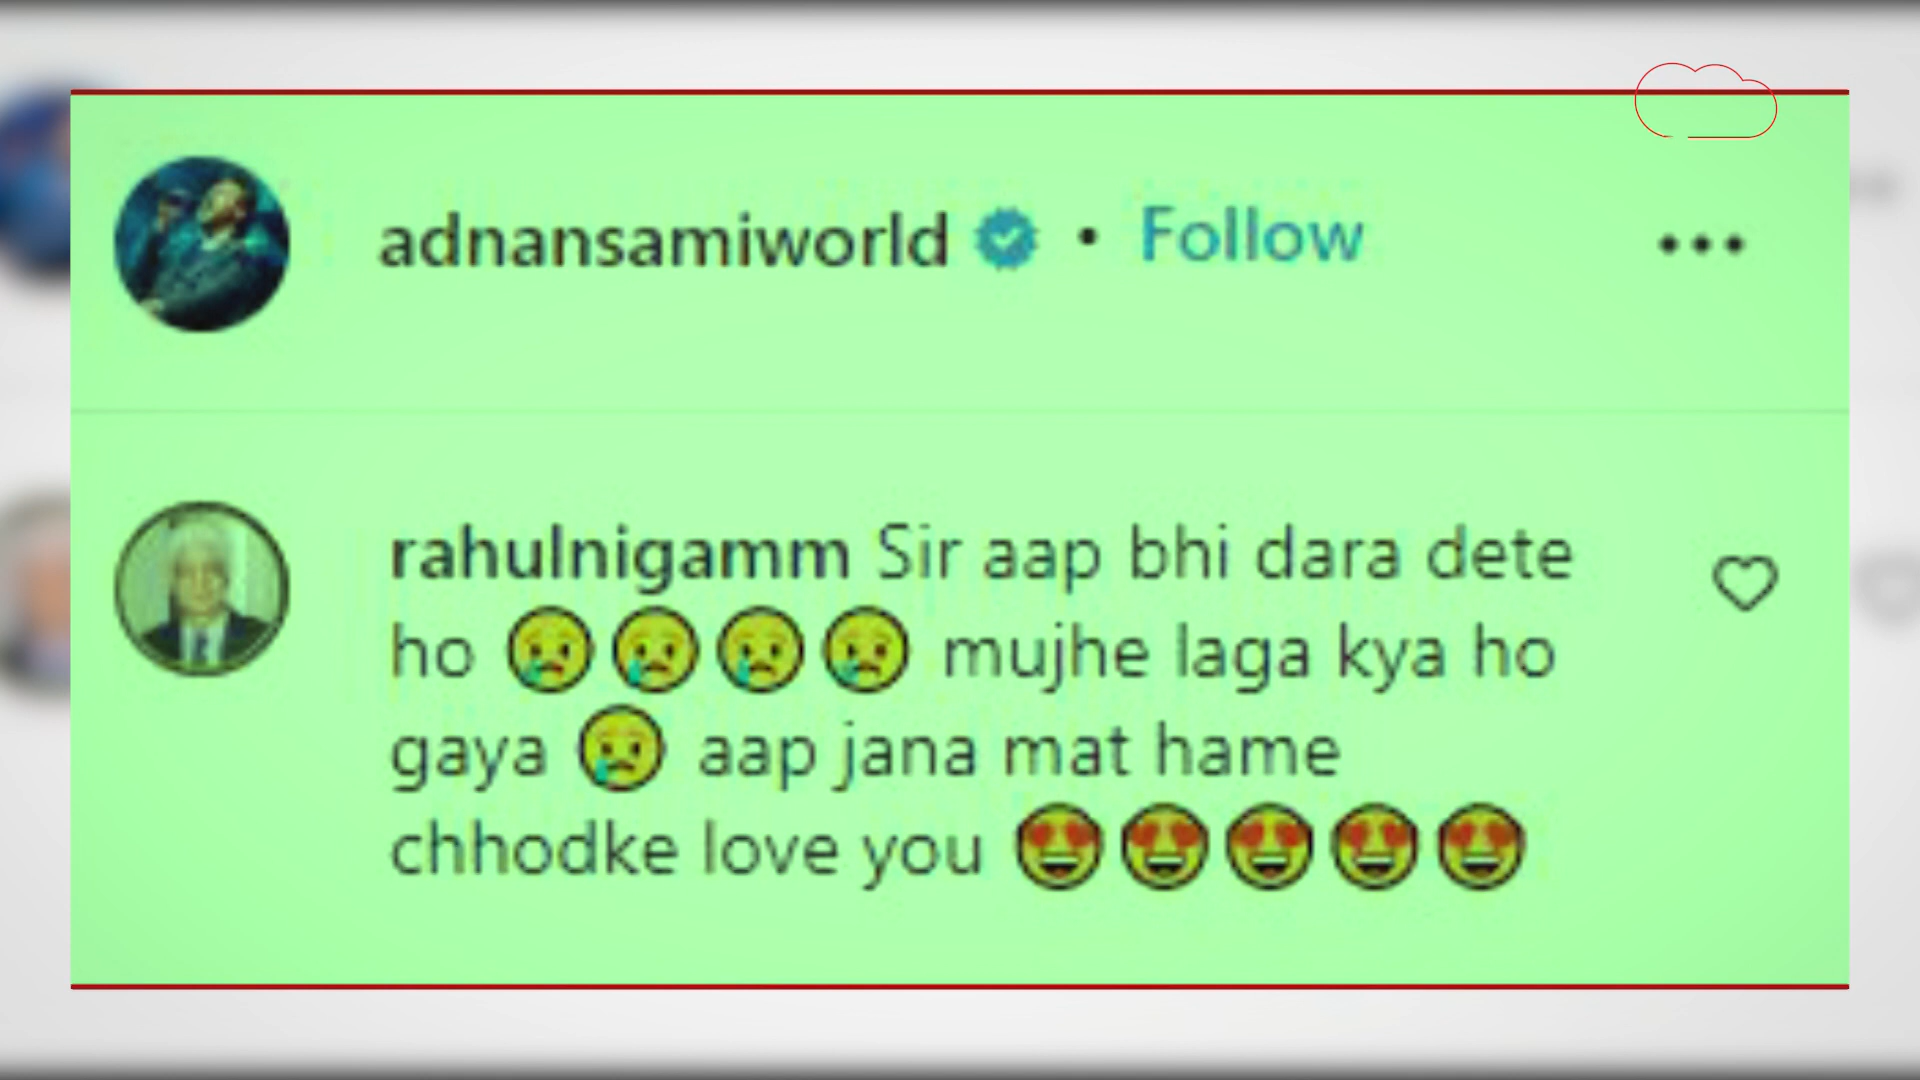 adnansamiworld • Follow
rahulnigamm Sir aap bhi dara dete
ho 😢😢😢😢 mujhe laga kya ho
gaya 😢 aap jana mat hame
chhodke love you 😍😍😍😍😍